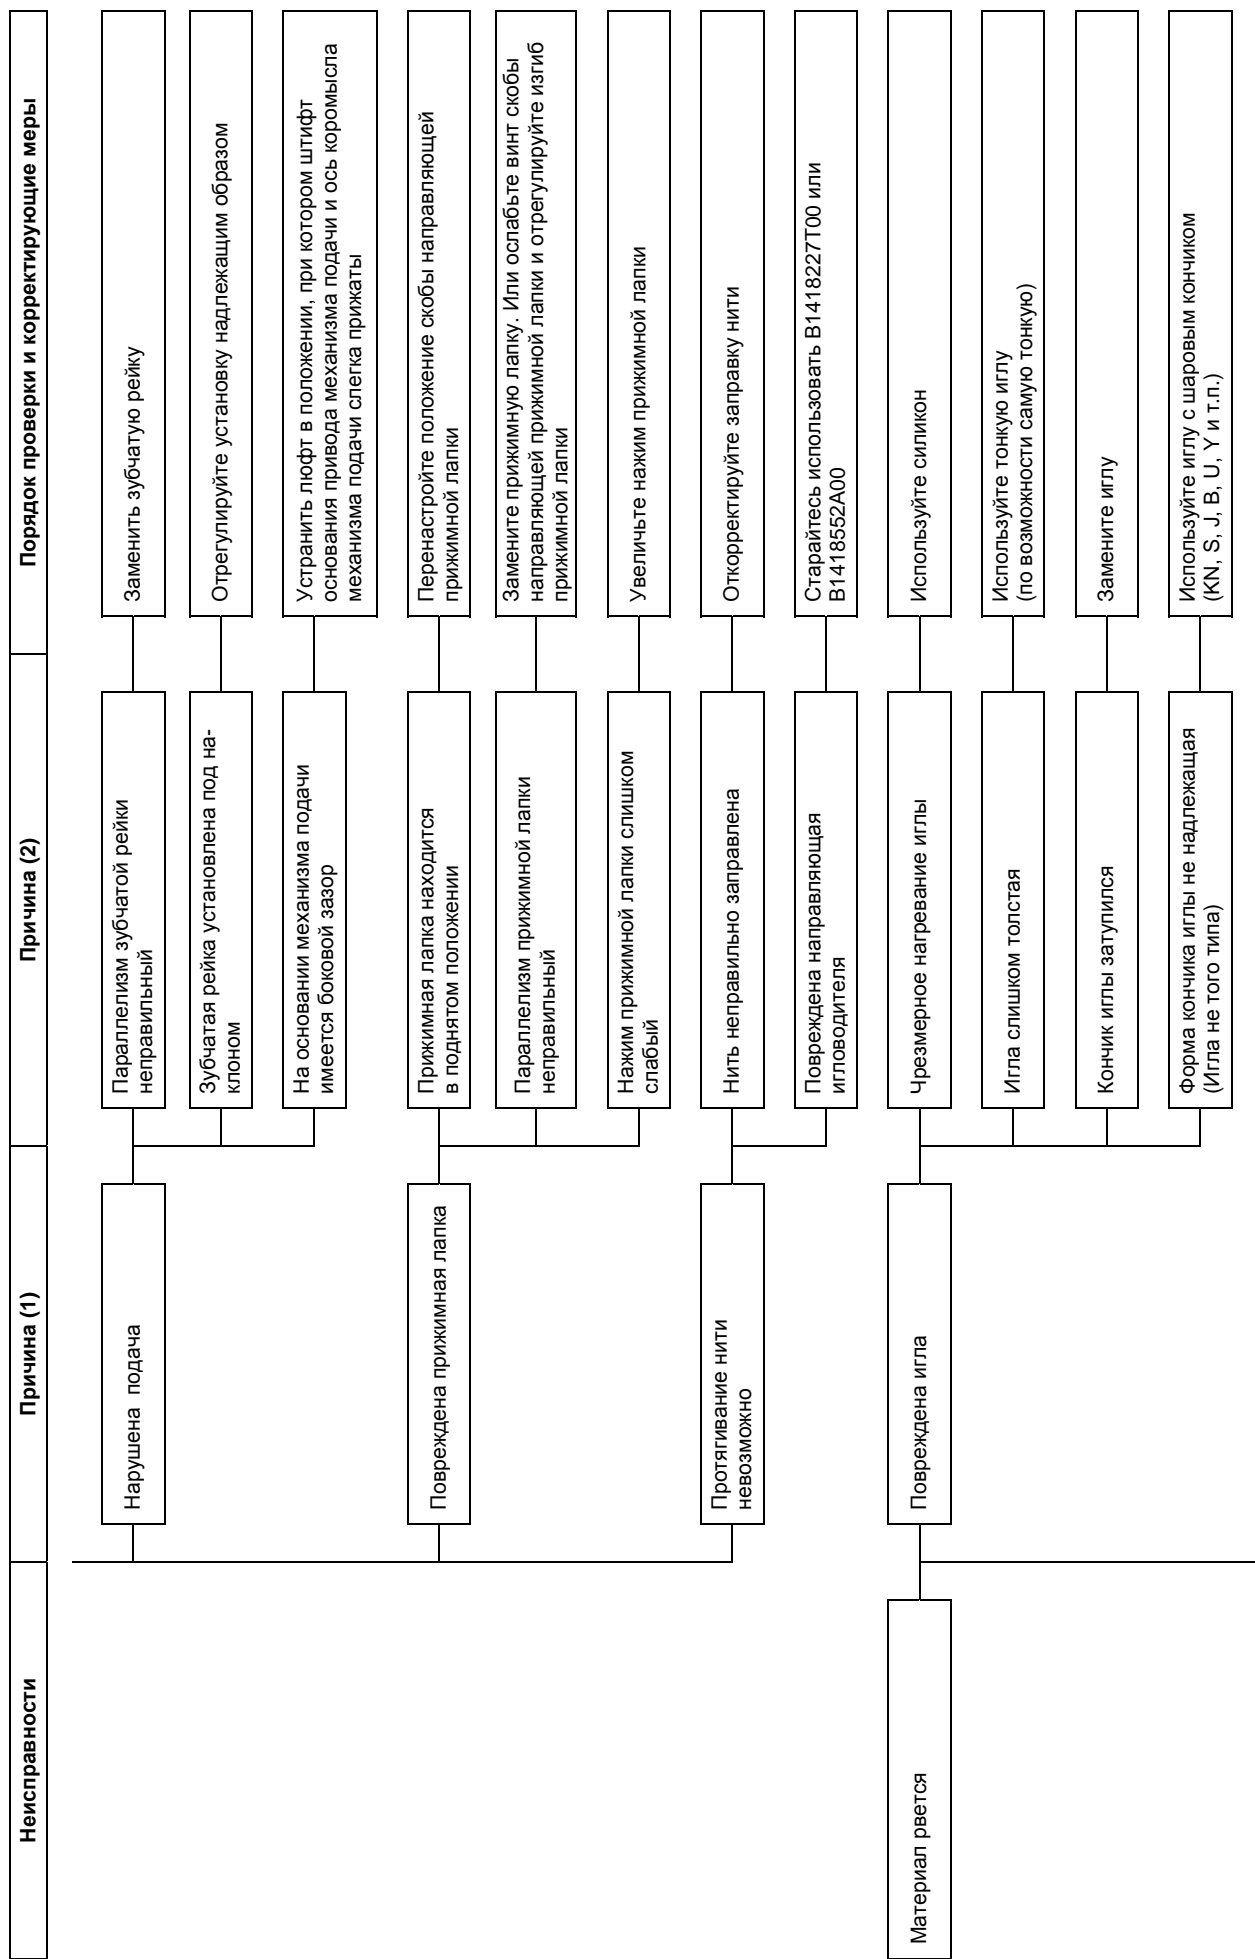 Неисправности
Причина (1)
Причина (2)
Порядок проверки и корректирующие меры
Нарушена подача
Параллелизм зубчатой рейки
неправильный
Заменить зубчатую рейку
Зубчатая рейка установлена под на-
клоном
Отрегулируйте установку надлежащим образом
На основании механизма подачи
имеется боковой зазор
Устранить люфт в положении, при котором штифт
основания привода механизма подачи и ось коромысла
механизма подачи слегка прижаты
Повреждена прижимная лапка
Прижимная лапка находится
в поднятом положении
Перенастройте положение скобы направляющей
прижимной лапки
Параллелизм прижимной лапки
неправильный
Замените прижимную лапку. Или ослабьте винт скобы
направляющей прижимной лапки и отрегулируйте изгиб
прижимной лапки
Нажим прижимной лапки слишком
слабый
Увеличьте нажим прижимной лапки
Протягивание нити
невозможно
Нить неправильно заправлена
Откорректируйте заправку нити
Повреждена направляющая
игловодителя
Старайтесь использовать B1418227T00 или
B1418552A00
Материал рвется
Повреждена игла
Чрезмерное нагревание иглы
Используйте силикон
Игла слишком толстая
Используйте тонкую иглу
(по возможности самую тонкую)
Кончик иглы затупился
Замените иглу
Форма кончика иглы не надлежащая
(Игла не того типа)
Используйте иглу с шаровым кончиком
(KN, S, J, B, U, Y и т.п.)